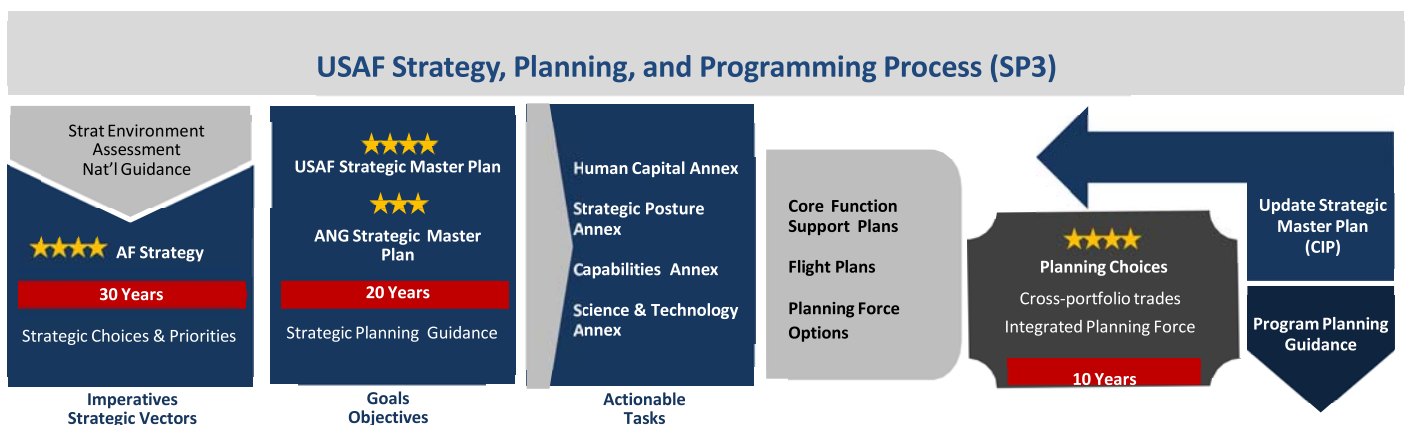 USAF Strategy, Planning, and Programming Process (SP3)
Strat Environment
Assessment
Nat'l Guidance
AF Strategy
30 Years
Strategic Choices & Priorities
Imperatives
Strategic Vectors
USAF Strategic Master Plan
ANG Strategic Master
Plan
20 Years
Strategic Planning Guidance
Goals
Objectives
Human Capital Annex
Strategic Posture
Annex
Capabilities Annex
Science & Technology
Annex
Actionable
Tasks
Core Function
Support Plans
Flight Plans
Planning Force
Options
Planning Choices
Cross-portfolio trades
Integrated Planning Force
10 Years
Update Strategic
Master Plan
(CIP)
Program Planning
Guidance